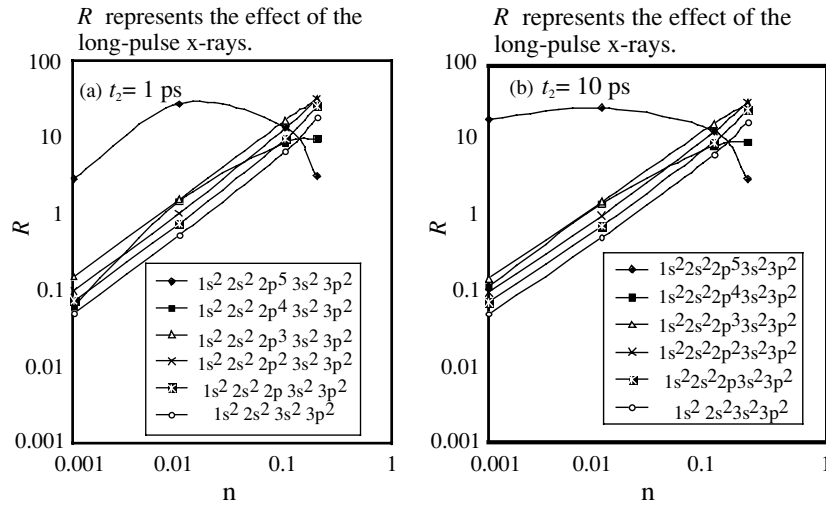 R represents the effect of the
long-pulse x-rays.
100
10
1
0.1
0.01
0.001
R
(a) t₂= 1 ps
1s² 2s² 2p⁵ 3s² 3p²
1s² 2s² 2p⁴ 3s² 3p²
1s² 2s² 2p³ 3s² 3p²
1s² 2s² 2p² 3s² 3p²
1s² 2s² 2p 3s² 3p²
1s² 2s² 3s² 3p²
0.001 0.01 0.1 1
n
R represents the effect of the
long-pulse x-rays.
100
10
1
0.1
0.01
0.001
R
(b) t₂= 10 ps
1s²2s²2p⁵3s²3p²
1s²2s²2p⁴3s²3p²
1s²2s²2p³3s²3p²
1s²2s²2p²3s²3p²
1s²2s²2p3s²3p²
1s² 2s²3s²3p²
0.001 0.01 0.1 1
n